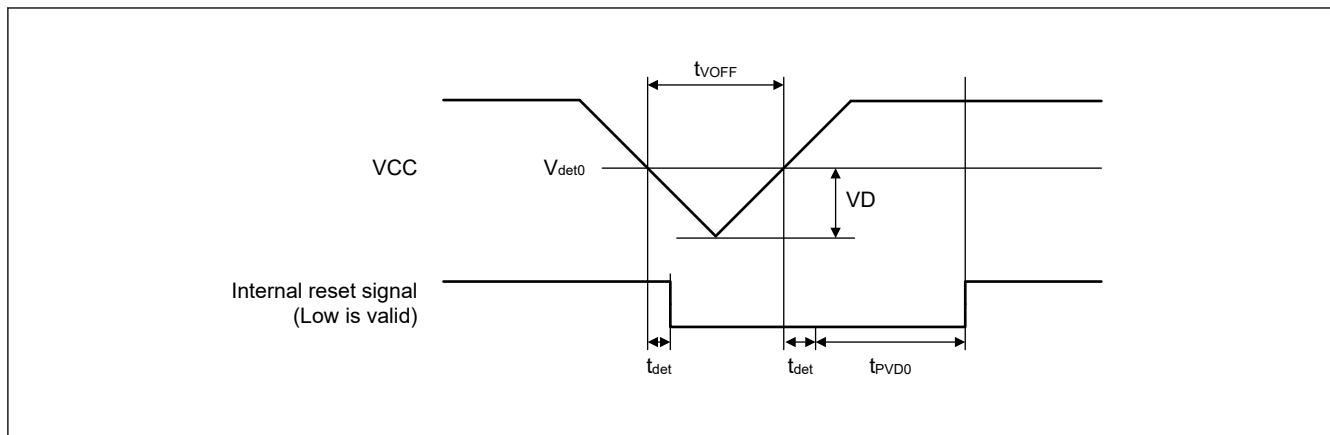 tVOFF
VCC
Vdet0
VD
Internal reset signal
(Low is valid)
tdet
tdet
tPVD0